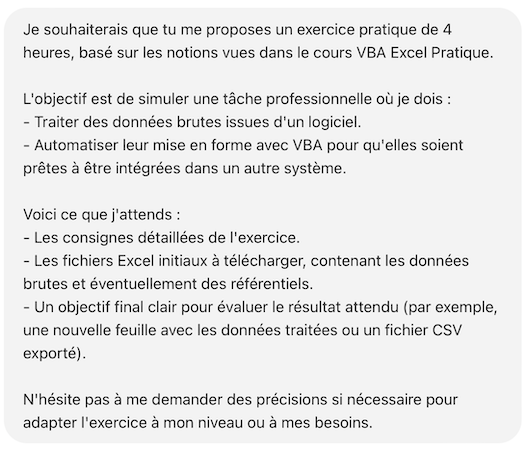 Je souhaiterais que tu me proposes un exercice pratique de 4
heures, basé sur les notions vues dans le cours VBA Excel Pratique.
L'objectif est de simuler une tâche professionnelle où je dois :
- Traiter des données brutes issues d'un logiciel.
- Automatiser leur mise en forme avec VBA pour qu'elles soient
prêtes à être intégrées dans un autre système.
Voici ce que j'attends :
- Les consignes détaillées de l'exercice.
- Les fichiers Excel initiaux à télécharger, contenant les données
brutes et éventuellement des référentiels.
- Un objectif final clair pour évaluer le résultat attendu (par exemple,
une nouvelle feuille avec les données traitées ou un fichier CSV
exporté).
N'hésite pas à me demander des précisions si nécessaire pour
adapter l'exercice à mon niveau ou à mes besoins.